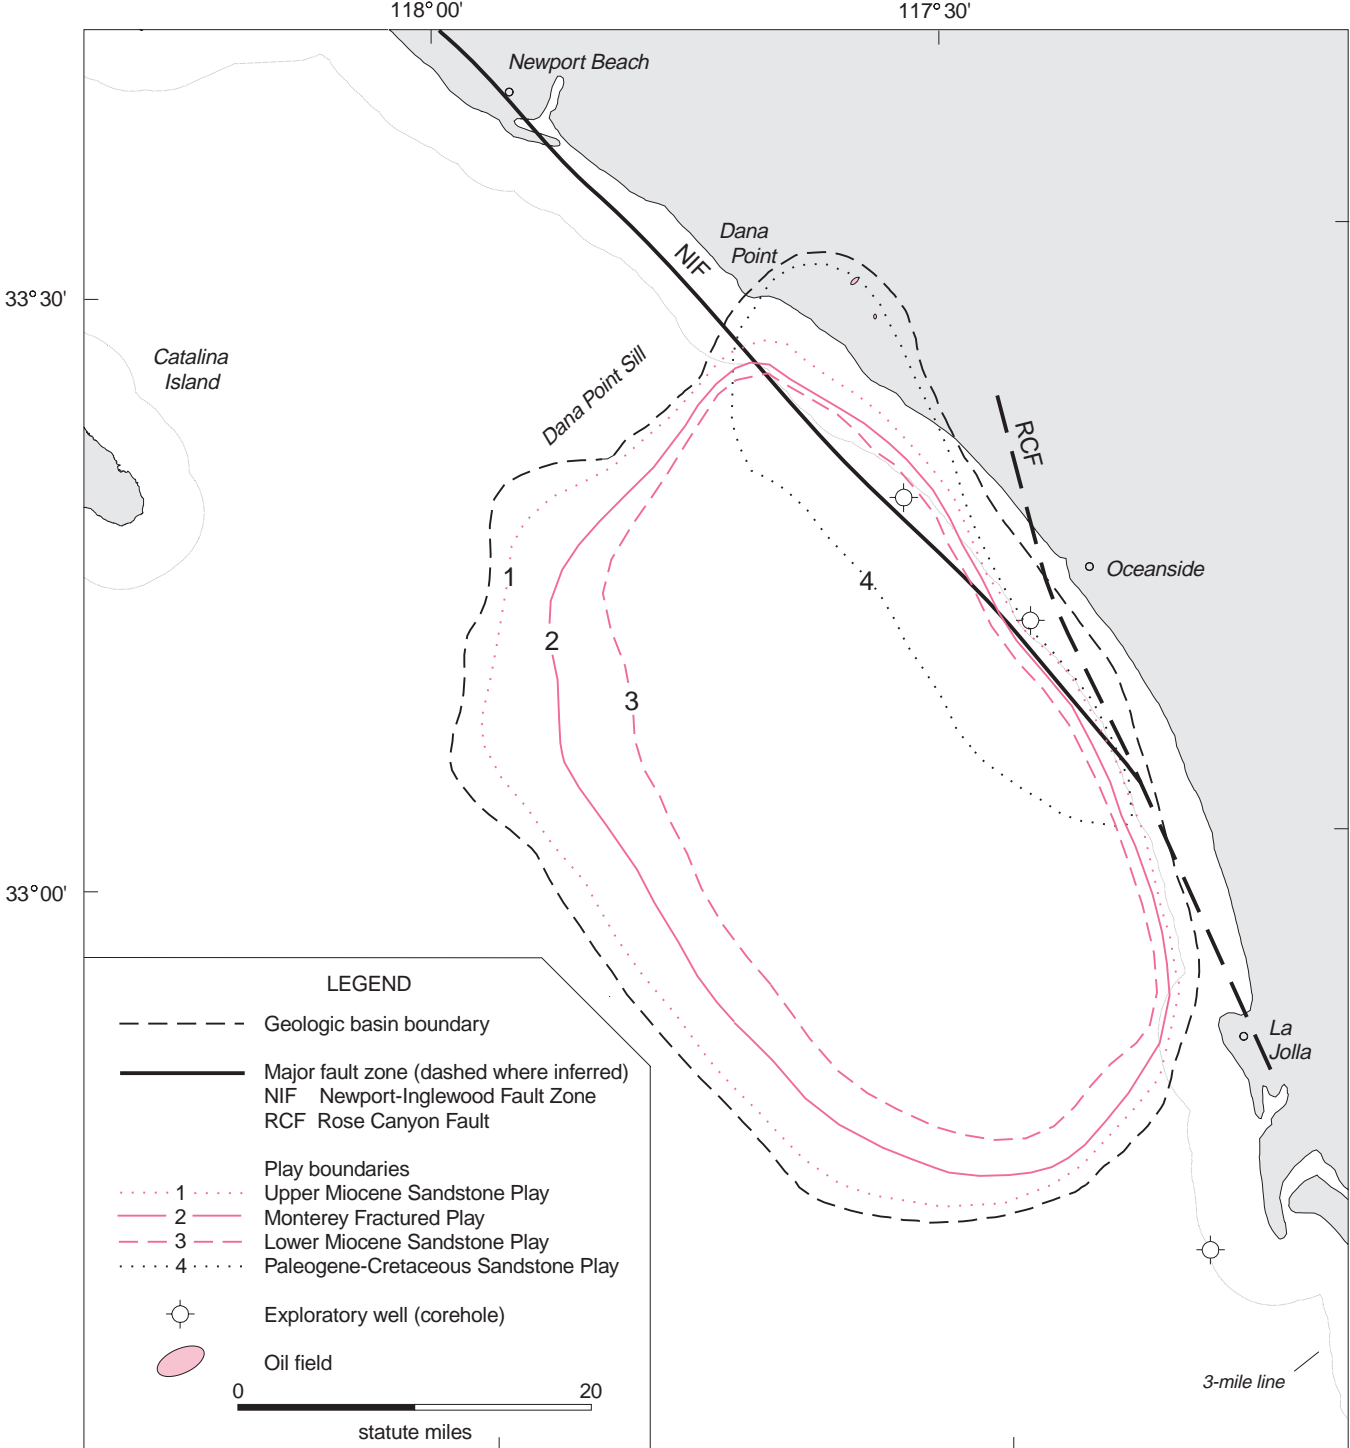 118°00'
117°30'
Newport Beach
Dana
Point
NIF
33°30'
Catalina
Island
Dana Point Sill
RCF
Oceanside
1
4
2
3
33°00'
LEGEND
Geologic basin boundary
Major fault zone (dashed where inferred)
NIF Newport-Inglewood Fault Zone
RCF Rose Canyon Fault
Play boundaries
1 Upper Miocene Sandstone Play
2 Monterey Fractured Play
3 Lower Miocene Sandstone Play
4 Paleogene-Cretaceous Sandstone Play
Exploratory well (corehole)
Oil field
0 20
statute miles
La
Jolla
3-mile line